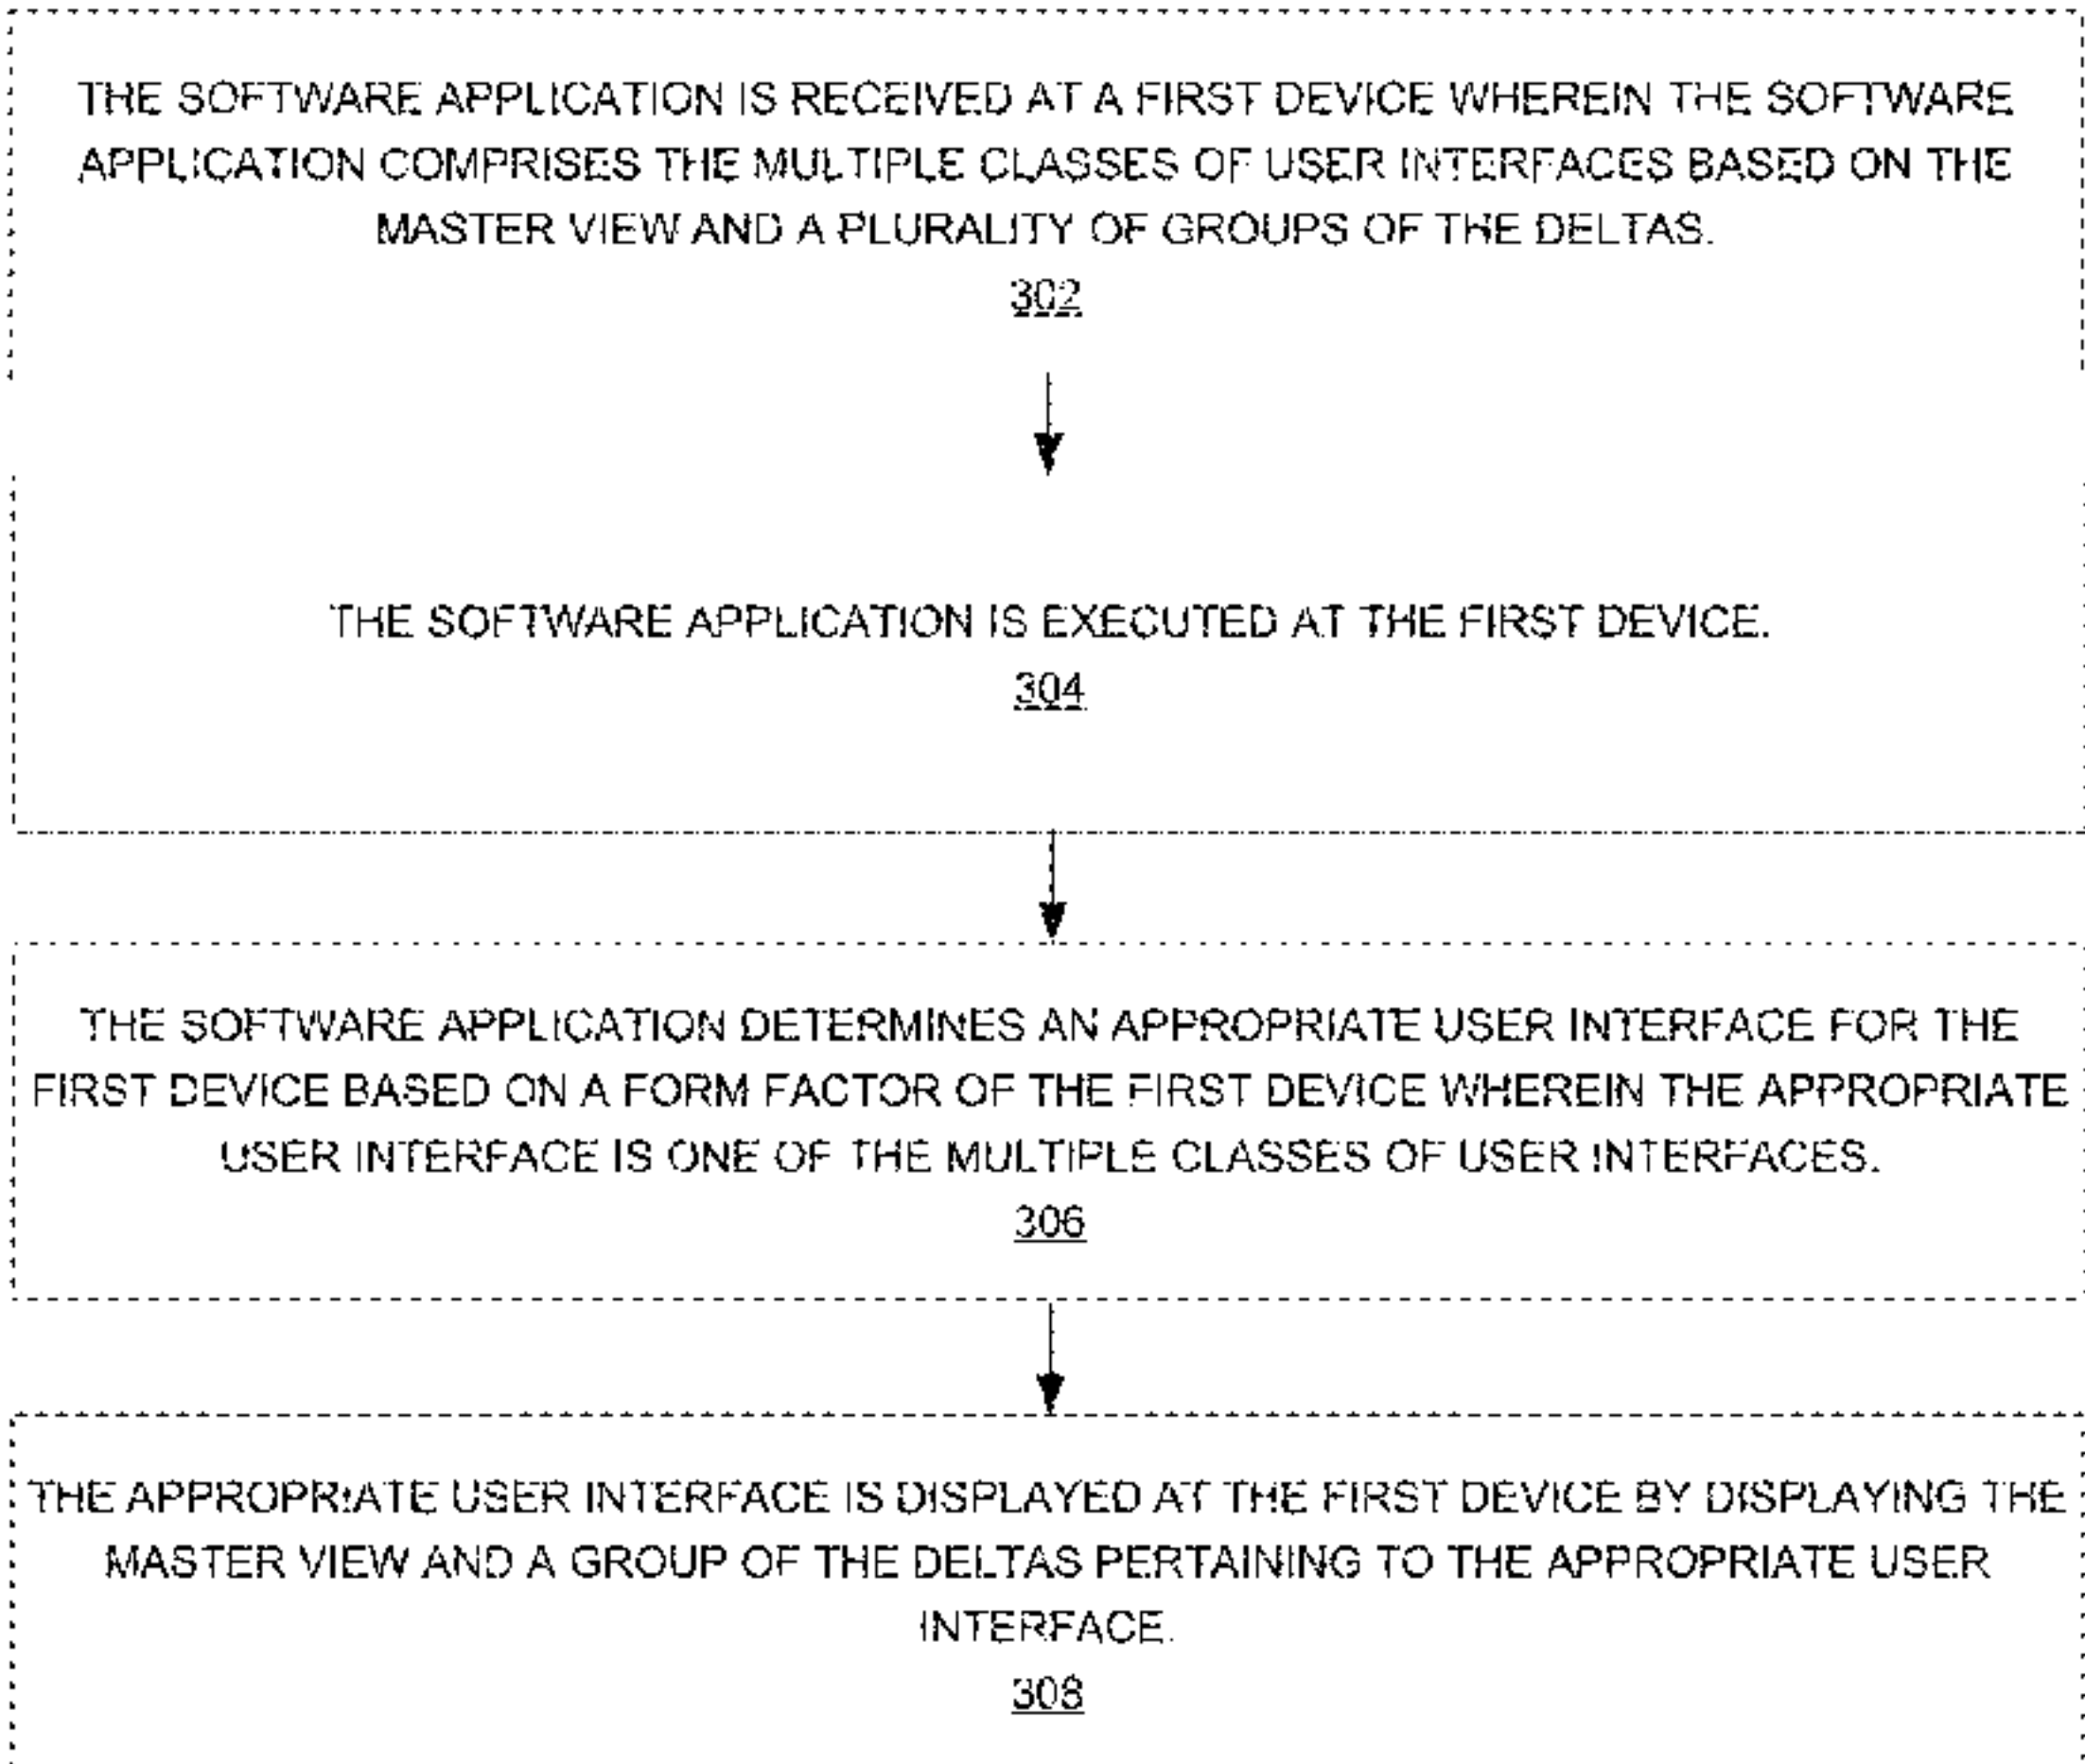 THE SOFTWARE APPLICATION IS RECEIVED AT A FIRST DEVICE WHEREIN THE SOFTWARE
APPLICATION COMPRISES THE MULTIPLE CLASSES OF USER INTERFACES BASED ON THE
MASTER VIEW AND A PLURALITY OF GROUPS OF THE DELTAS.
302
THE SOFTWARE APPLICATION IS EXECUTED AT THE FIRST DEVICE.
304
THE SOFTWARE APPLICATION DETERMINES AN APPROPRIATE USER INTERFACE FOR THE
FIRST DEVICE BASED ON A FORM FACTOR OF THE FIRST DEVICE WHEREIN THE APPROPRIATE
USER INTERFACE IS ONE OF THE MULTIPLE CLASSES OF USER INTERFACES.
306
THE APPROPRIATE USER INTERFACE IS DISPLAYED AT THE FIRST DEVICE BY DISPLAYING THE
MASTER VIEW AND A GROUP OF THE DELTAS PERTAINING TO THE APPROPRIATE USER
INTERFACE.
308